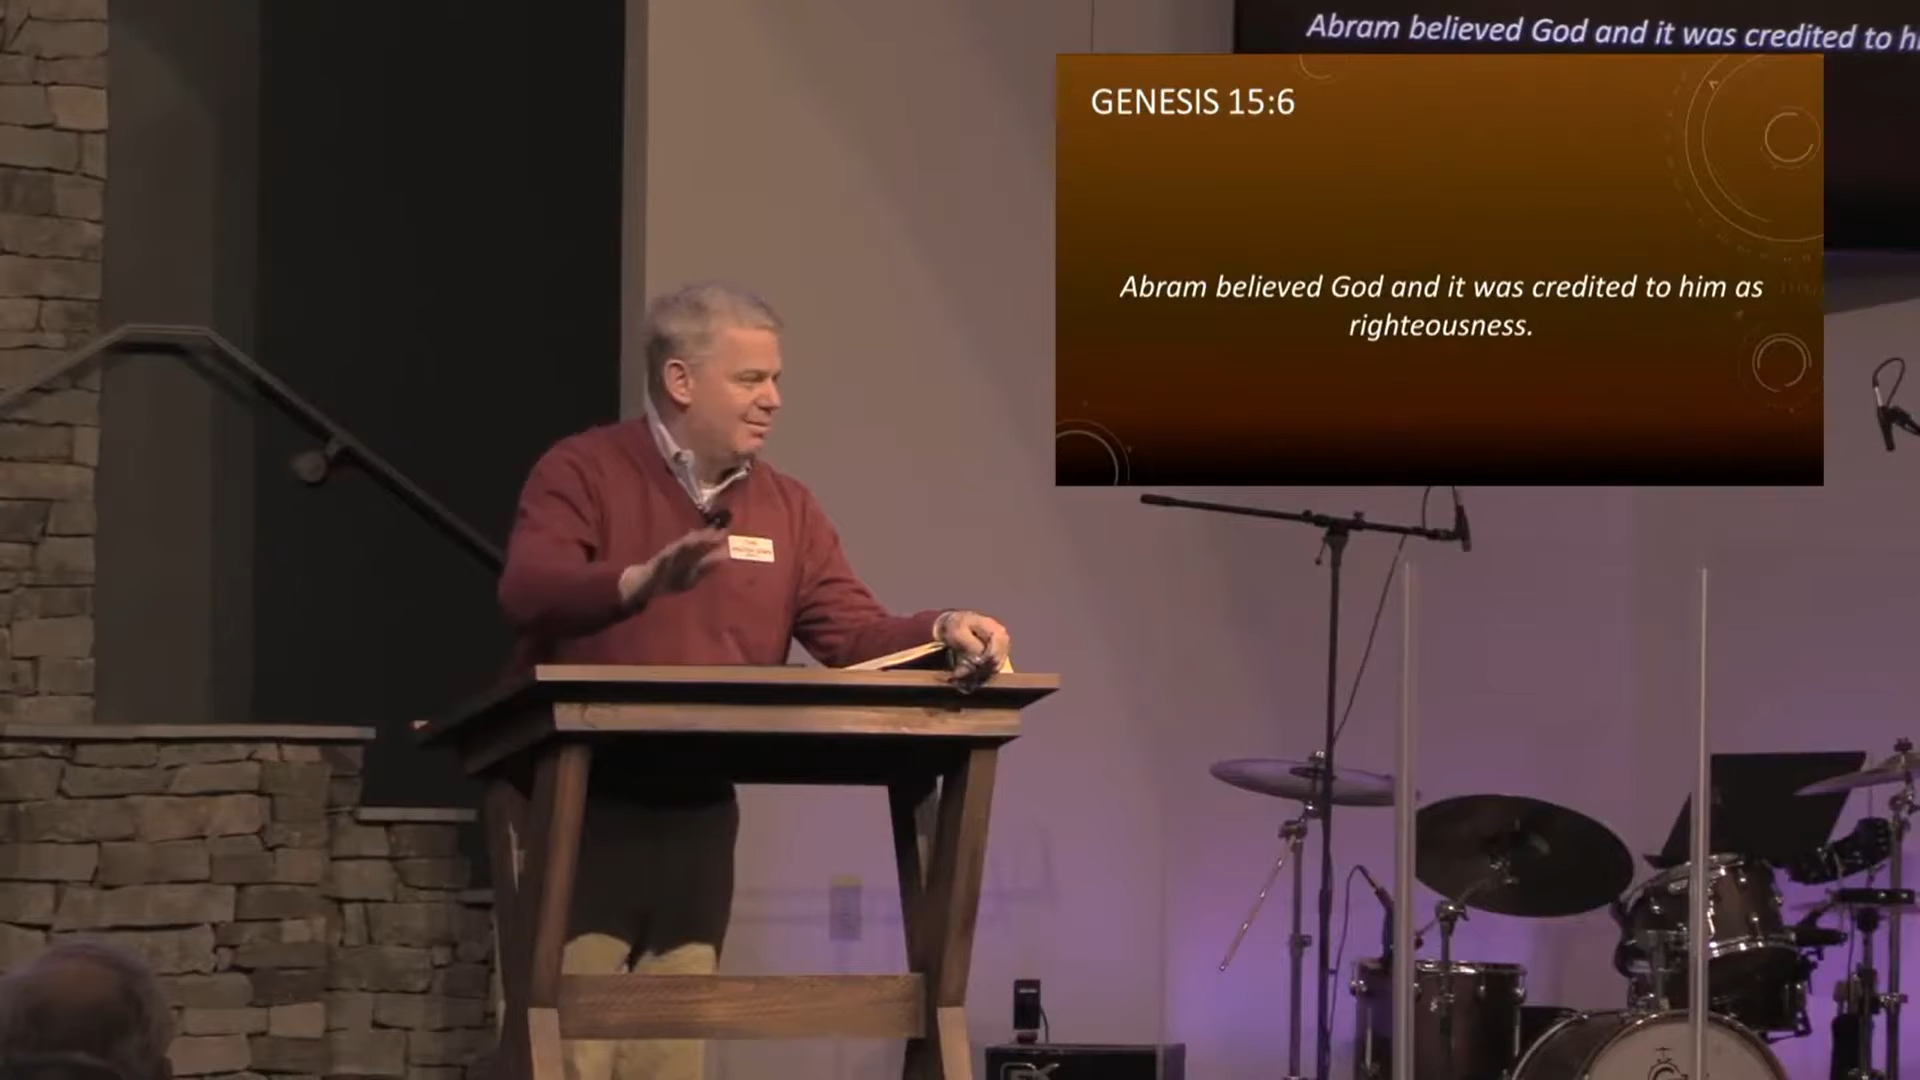 Abram believed God and it was credited to
GENESIS 15:6
Abram believed God and it was credited to him as
righteousness.